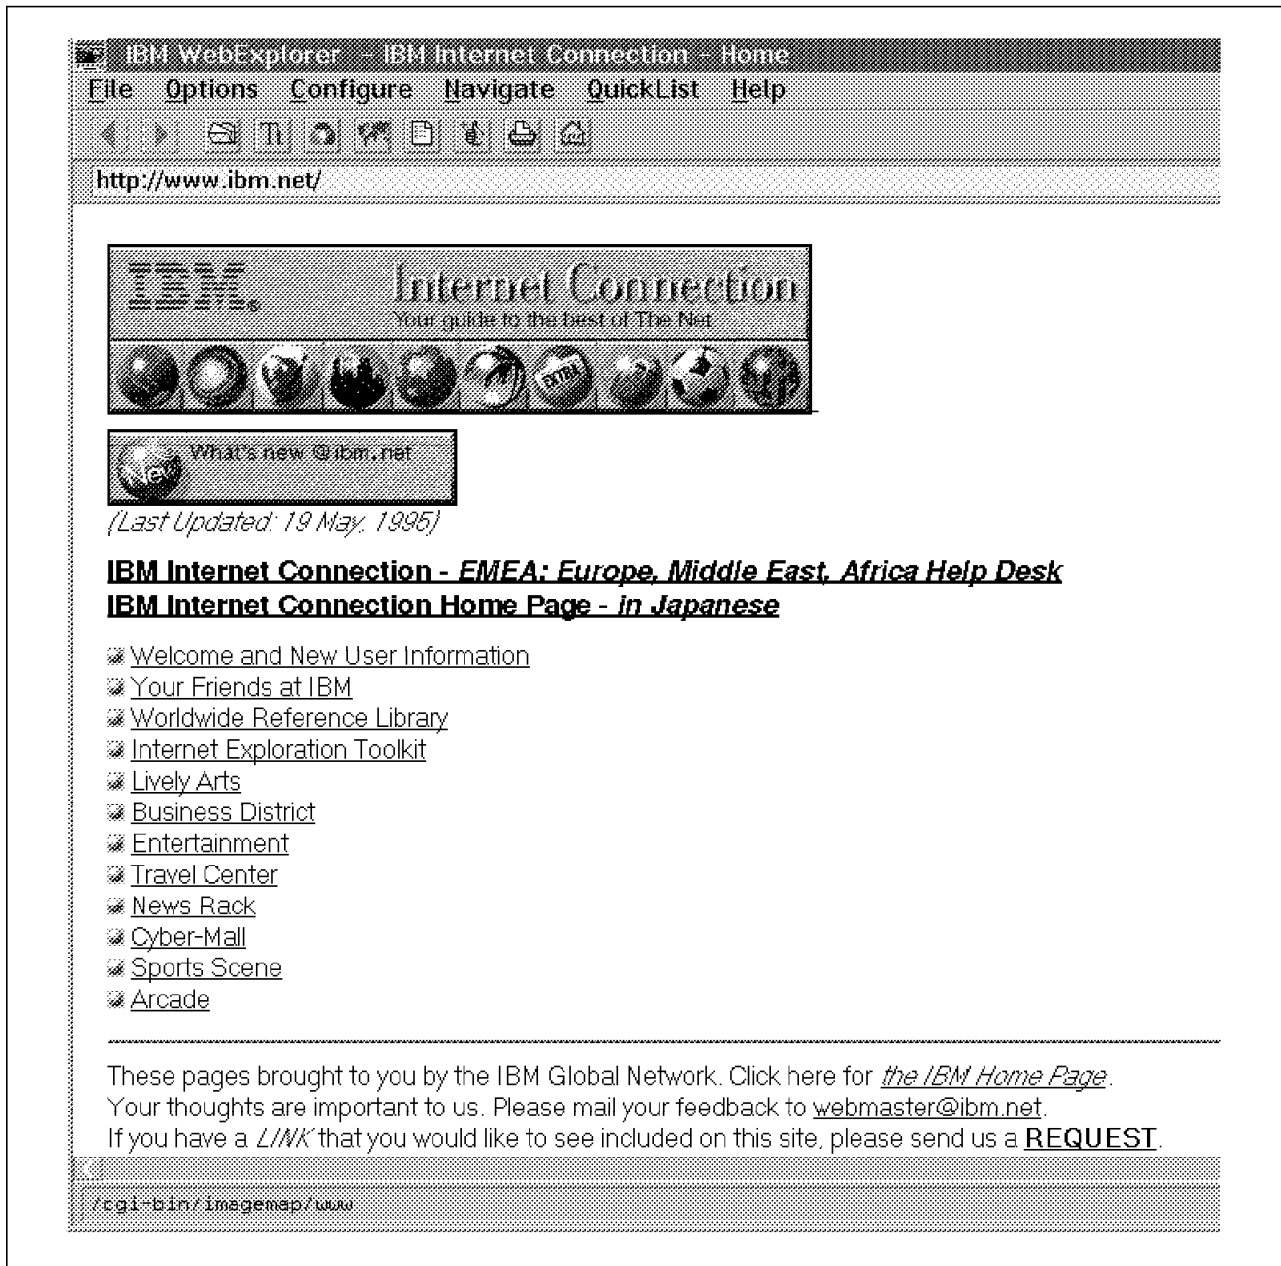 IBM WebExplorer - IBM Internet Connection - Home
File Options Configure Navigate QuickList Help
http://www.ibm.net/
IBM®
Internet Connection
Your guide to the best of The Net
EXTRA
New
What's new @ibm.net
(Last Updated: 19 May, 1995)
IBM Internet Connection - EMEA: Europe, Middle East, Africa Help Desk
IBM Internet Connection Home Page - in Japanese
Welcome and New User Information
Your Friends at IBM
Worldwide Reference Library
Internet Exploration Toolkit
Lively Arts
Business District
Entertainment
Travel Center
News Rack
Cyber-Mall
Sports Scene
Arcade
These pages brought to you by the IBM Global Network. Click here for the IBM Home Page.
Your thoughts are important to us. Please mail your feedback to webmaster@ibm.net.
If you have a LINK that you would like to see included on this site, please send us a REQUEST.
/cgi-bin/imagemap/www